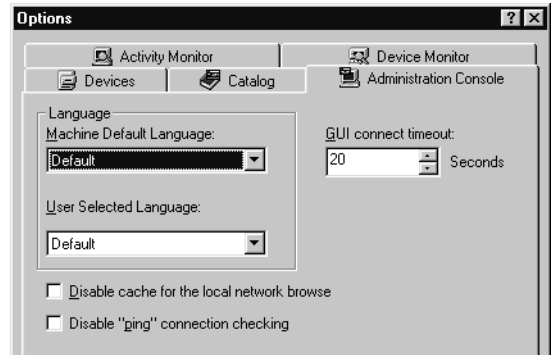 Options
Activity Monitor
Device Monitor
Devices
Catalog
Administration Console
Language
Machine Default Language:
Default
User Selected Language:
Default
GUI connect timeout:
20 Seconds
Disable cache for the local network browse
Disable "ping" connection checking